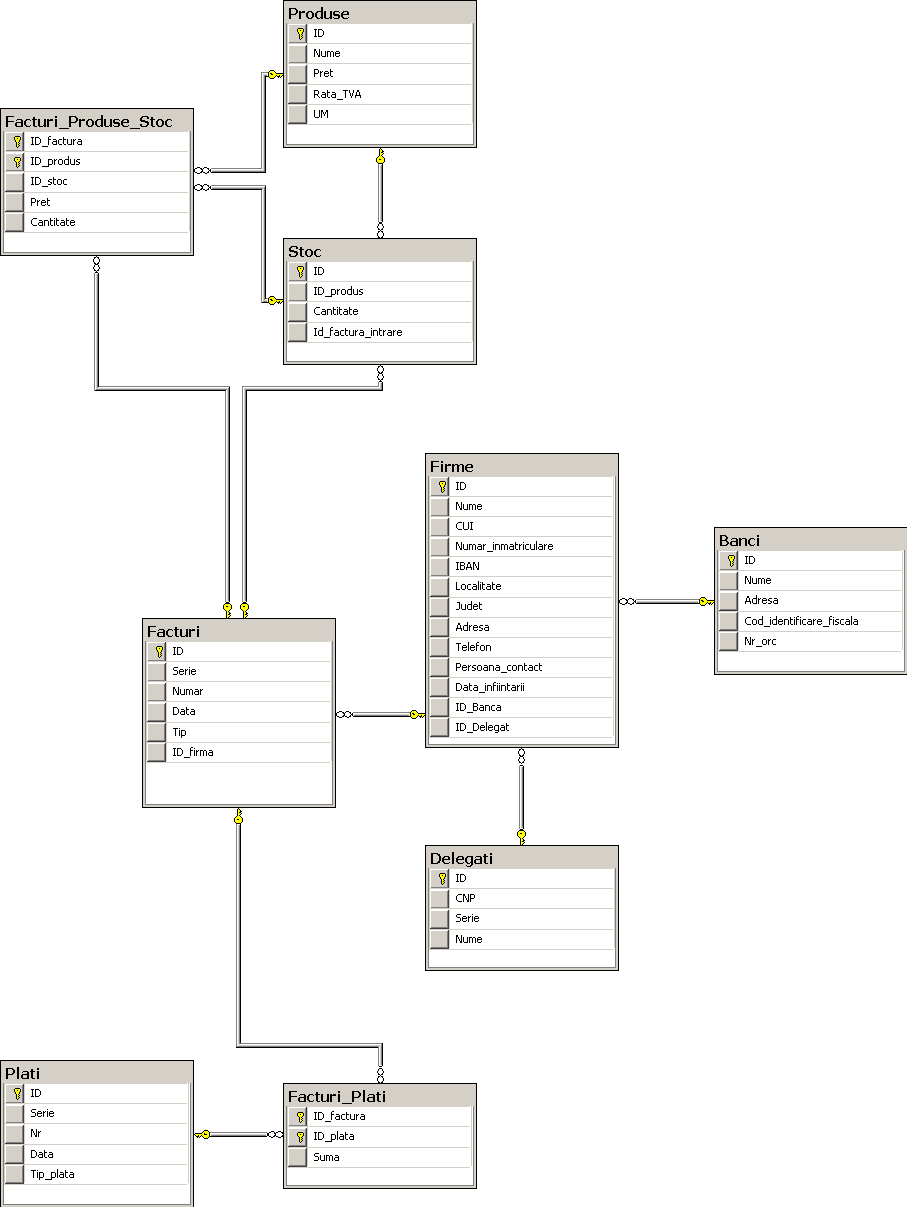 Produse
ID
Nume
Pret
Rata_TVA
UM
Facturi_Produse_Stoc
ID_factura
ID_produs
ID_stoc
Pret
Cantitate
Stoc
ID
ID_produs
Cantitate
Id_factura_intrare
Firme
ID
Nume
CUI
Numar_inmatriculare
IBAN
Localitate
Judet
Adresa
Telefon
Persoana_contact
Data_infiintarii
ID_Banca
ID_Delegat
Banci
ID
Nume
Adresa
Cod_identificare_fiscala
Nr_orc
Facturi
ID
Serie
Numar
Data
Tip
ID_firma
Delegati
ID
CNP
Serie
Nume
Plati
ID
Serie
Nr
Data
Tip_plata
Facturi_Plati
ID_factura
ID_plata
Suma